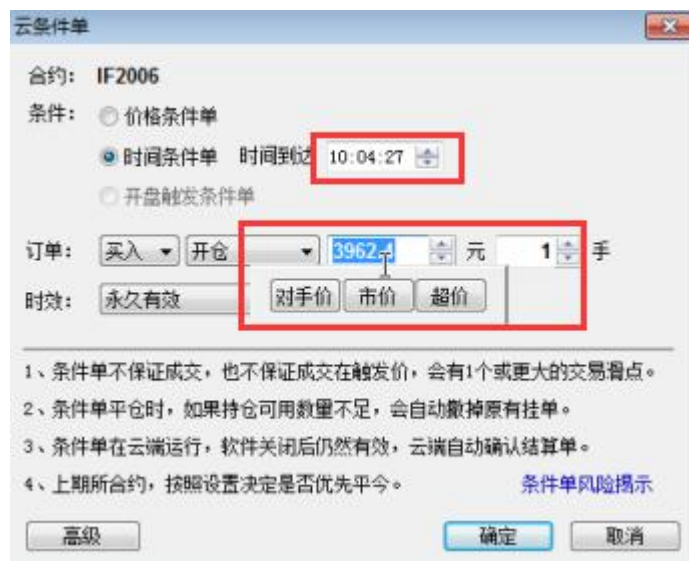 云条件单
合约: IF2006
条件: 价格条件单
时间条件单 时间到达 10:04:27
开盘触发条件单
订单: 买入 开仓 3962.4 元 1 手
对手价 市价 超价
时效: 永久有效
1、条件单不保证成交，也不保证成交在触发价，会有1个或更大的交易滑点。
2、条件单平仓时，如果持仓可用数量不足，会自动撤掉原有挂单。
3、条件单在云端运行，软件关闭后仍然有效，云端自动确认结算单。
4、上期所合约，按照设置决定是否优先平今。 条件单风险揭示
高级 确定 取消